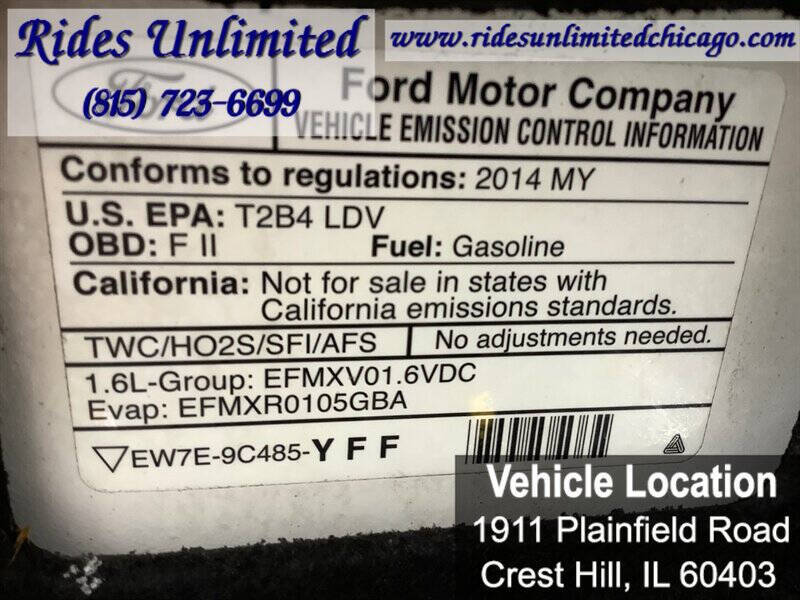 Rides Unlimited
(815) 723-6699
www.ridesunlimitedchicago.com
Ford
Ford Motor Company
VEHICLE EMISSION CONTROL INFORMATION
Conforms to regulations: 2014 MY
U.S. EPA: T2B4 LDV
OBD: F II Fuel: Gasoline
California: Not for sale in states with
California emissions standards.
TWC/HO2S/SFI/AFS No adjustments needed.
1.6L-Group: EFMXV01.6VDC
Evap: EFMXR0105GBA
EW7E-9C485-YFF
Vehicle Location
1911 Plainfield Road
Crest Hill, IL 60403